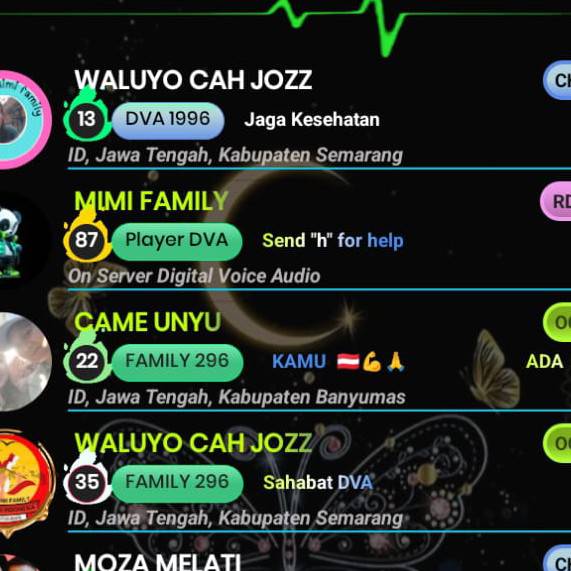 WALUYO CAH JOZZ
13 DVA 1996 Jaga Kesehatan
ID, Jawa Tengah, Kabupaten Semarang
MIMI FAMILY
87 Player DVA Send "h" for help
On Server Digital Voice Audio
CAME UNYU
22 FAMILY 296 KAMU 🇱🇻💪🙏 ADA
ID, Jawa Tengah, Kabupaten Banyumas
WALUYO CAH JOZZ
35 FAMILY 296 Sahabat DVA
ID, Jawa Tengah, Kabupaten Semarang
MOZA MELATI